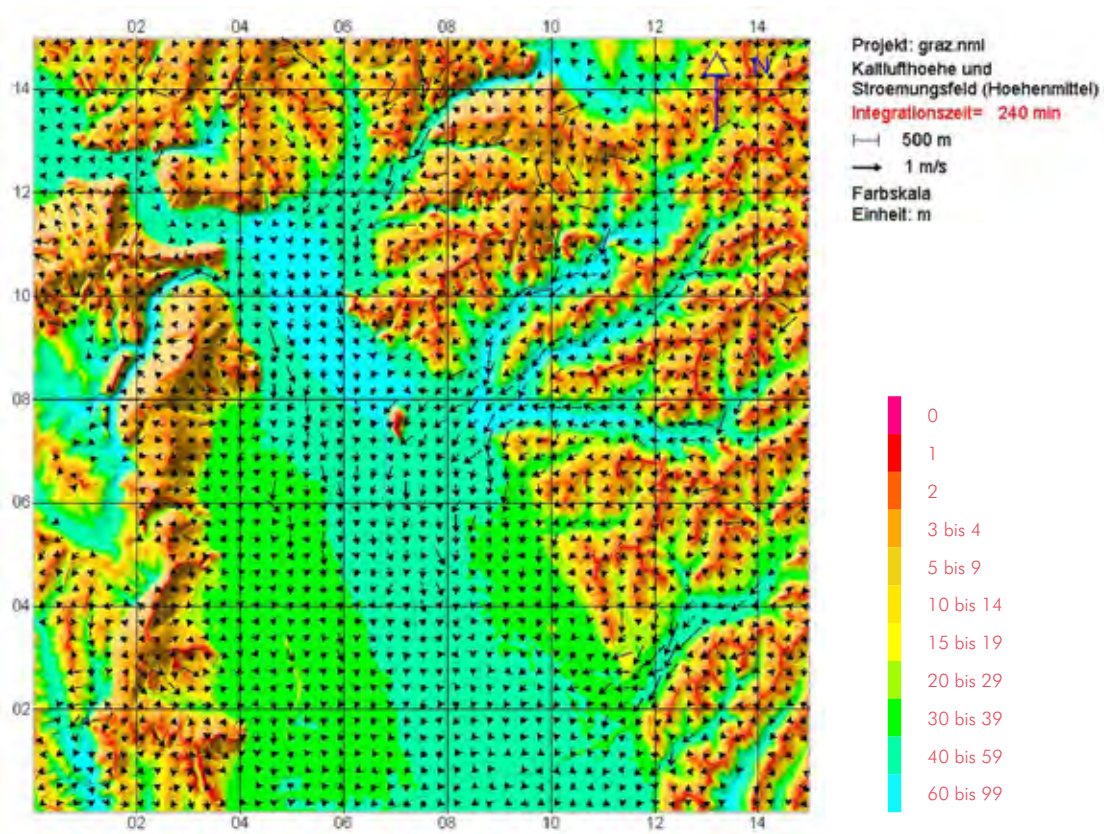 02 04 06 08 10 12 14
14
12
10
08
06
04
02
02 04 06 08 10 12 14
N
Projekt: graz.nml
Kaltlufthoehe und
Stroemungsfeld (Hoehenmittel)
Integrationszeit= 240 min
500 m
1 m/s
Farbskala
Einheit: m
0
1
2
3 bis 4
5 bis 9
10 bis 14
15 bis 19
20 bis 29
30 bis 39
40 bis 59
60 bis 99